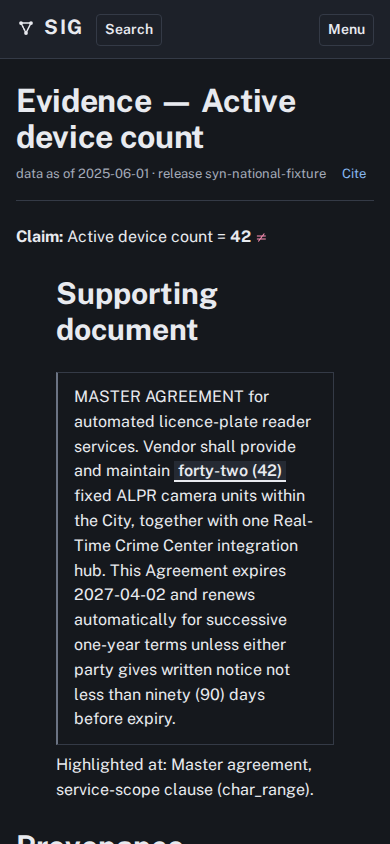 SIG Search Menu
Evidence — Active
device count
data as of 2025-06-01 · release syn-national-fixture Cite
Claim: Active device count = 42 ≠
Supporting
document
MASTER AGREEMENT for
automated licence-plate reader
services. Vendor shall provide
and maintain forty-two (42)
fixed ALPR camera units within
the City, together with one Real-
Time Crime Center integration
hub. This Agreement expires
2027-04-02 and renews
automatically for successive
one-year terms unless either
party gives written notice not
less than ninety (90) days
before expiry.
Highlighted at: Master agreement,
service-scope clause (char_range).
Provenance